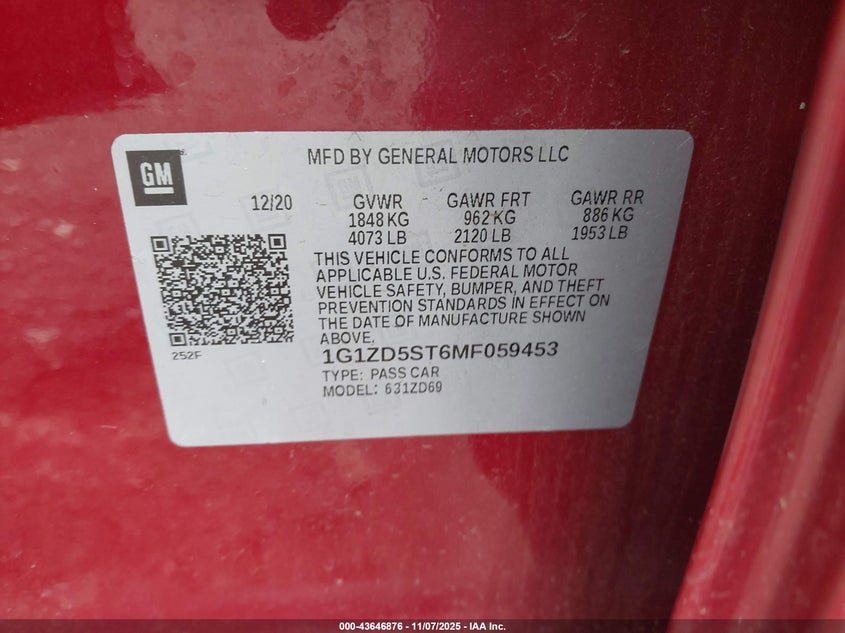 GM
MFD BY GENERAL MOTORS LLC
12/20 GVWR GAWR FRT GAWR RR
1848 KG 962 KG 886 KG
4073 LB 2120 LB 1953 LB
THIS VEHICLE CONFORMS TO ALL
APPLICABLE U.S. FEDERAL MOTOR
VEHICLE SAFETY, BUMPER, AND THEFT
PREVENTION STANDARDS IN EFFECT ON
THE DATE OF MANUFACTURE SHOWN
ABOVE.
252F
1G1ZD5ST6MF059453
TYPE: PASS CAR
MODEL: 631ZD69
000-43646876 - 11/07/2025 - IAA Inc.